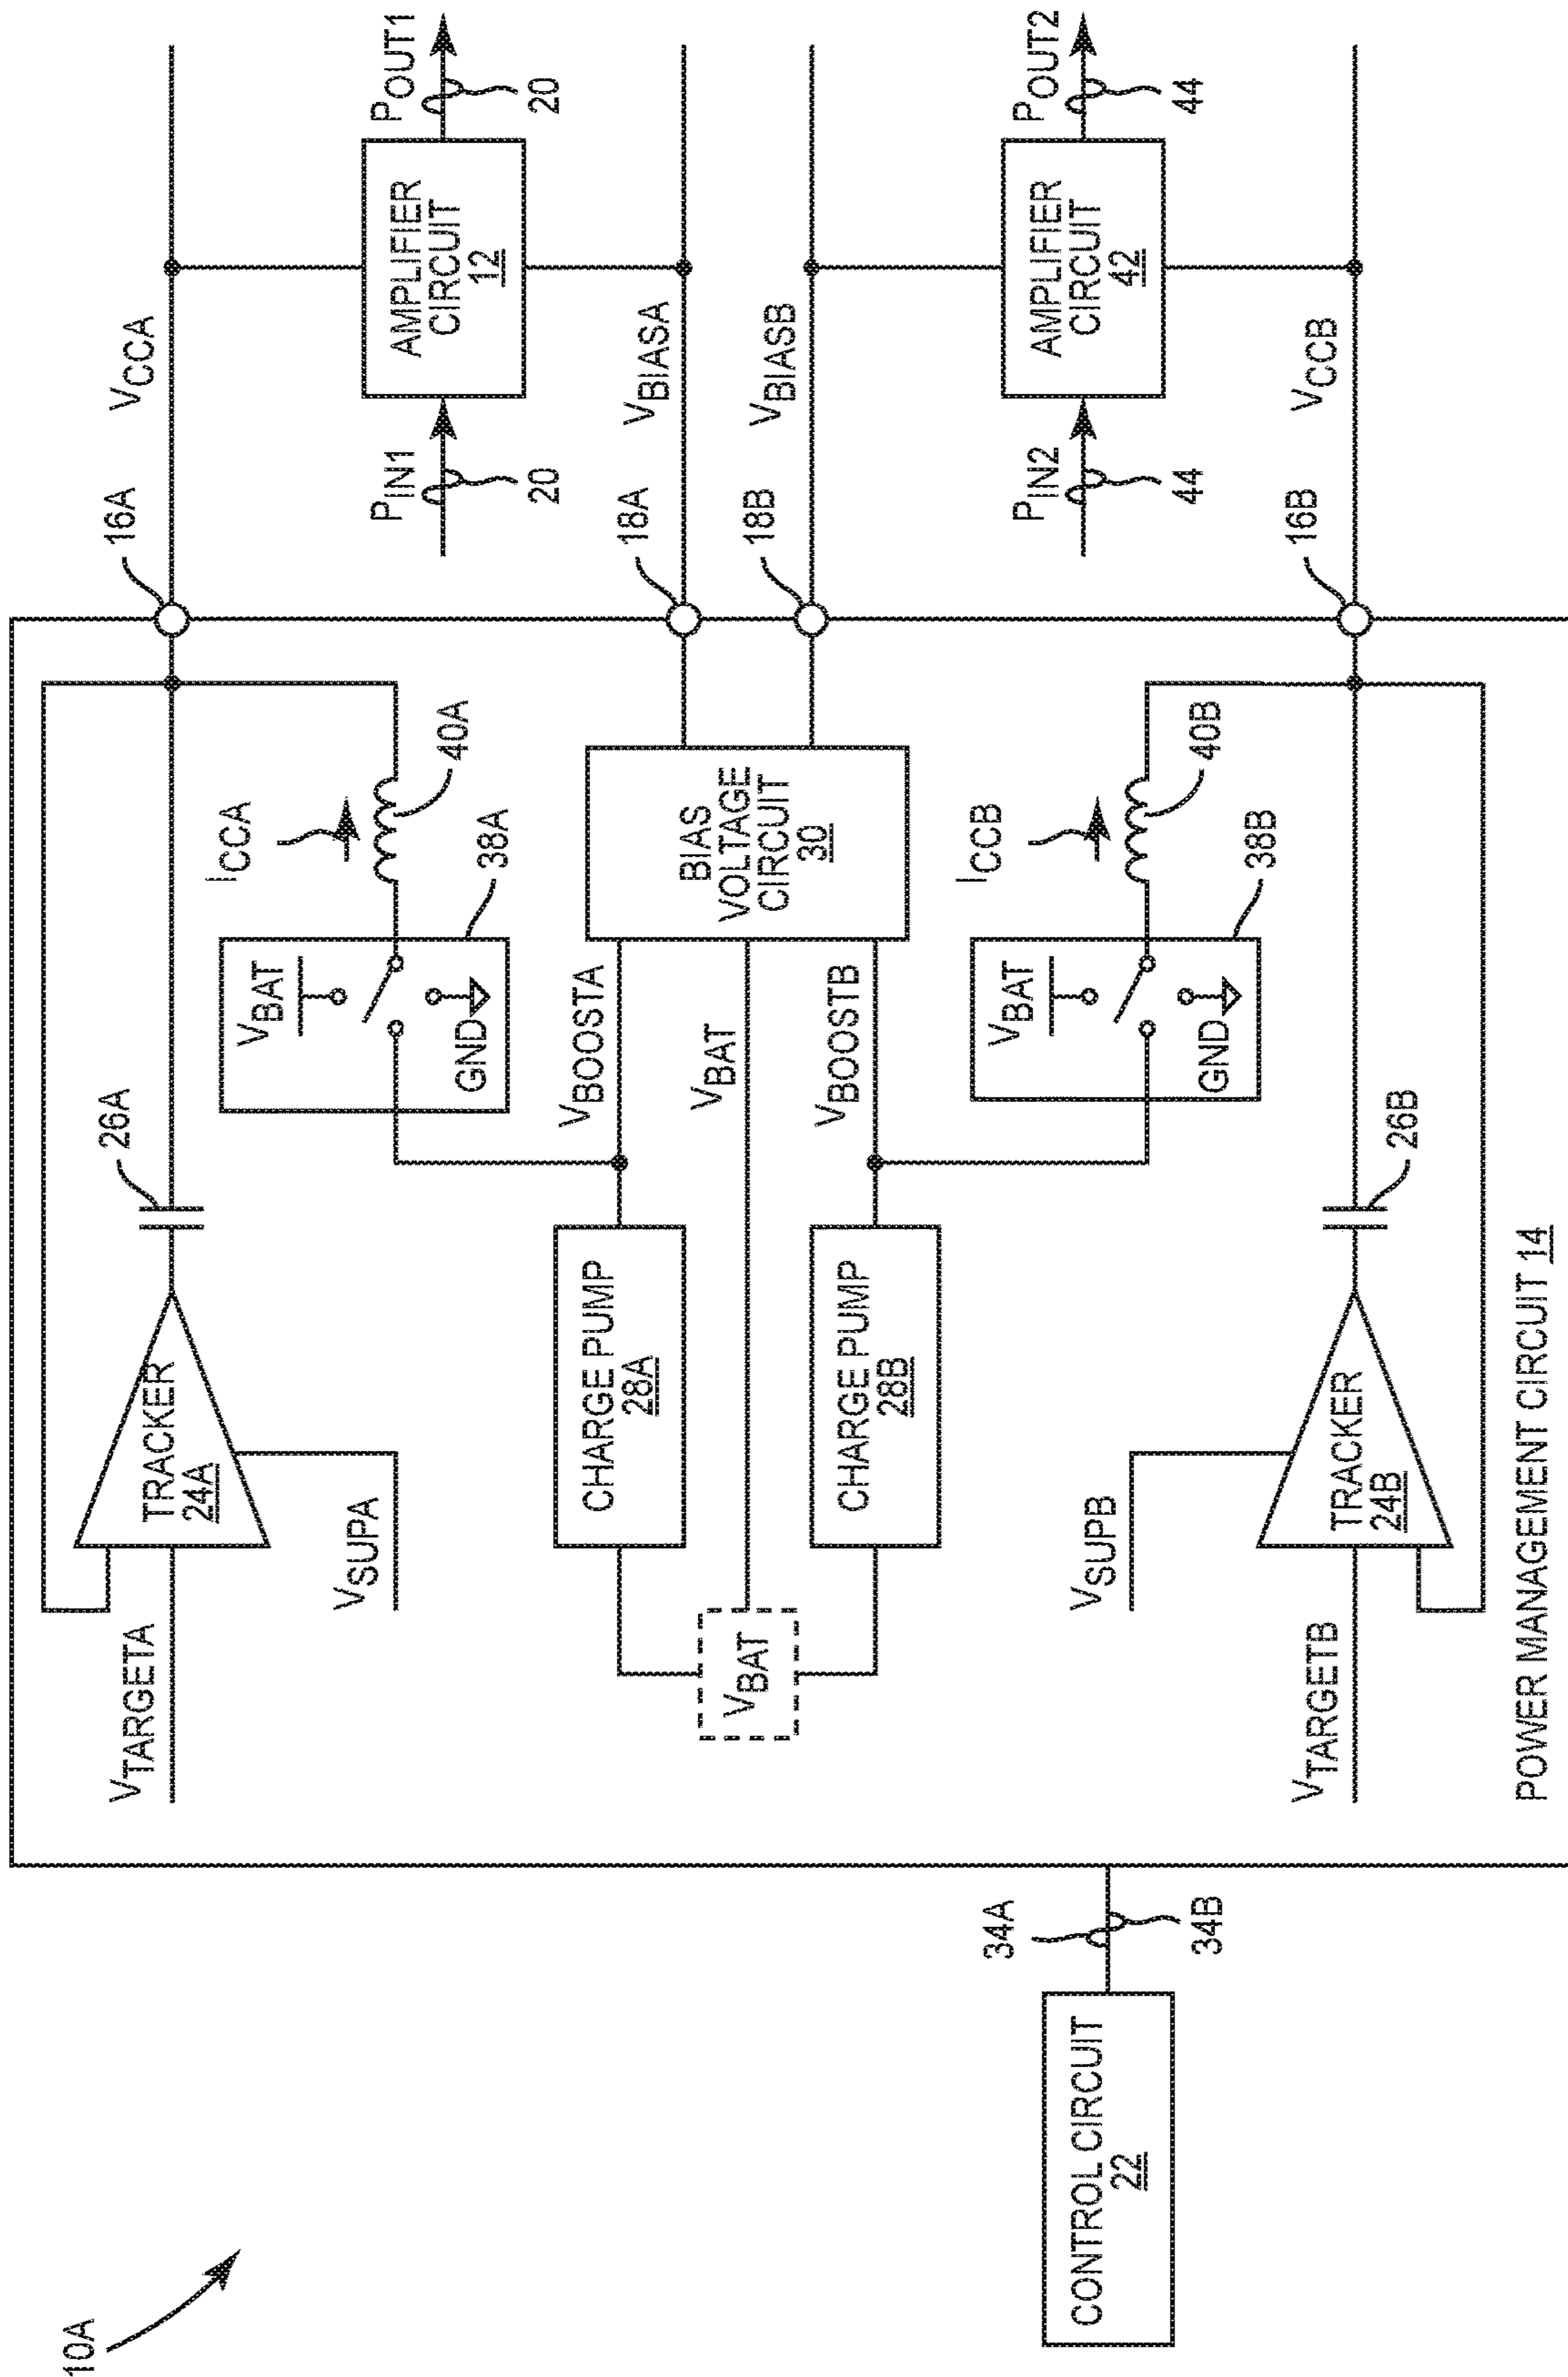 10A
CONTROL CIRCUIT
22
34A
34B
POWER MANAGEMENT CIRCUIT 14
VTARGETA
TRACKER
24A
VSUPA
26A
16A
VCCA
ICCA
40A
VBAT
GND
38A
PIN1
20
AMPLIFIER
CIRCUIT
12
POUT1
20
VBAT
CHARGE PUMP
28A
VBOOSTA
VBAT
CHARGE PUMP
28B
VBOOSTB
BIAS
VOLTAGE
CIRCUIT
30
18A
VBIASA
18B
VBIASB
VBAT
GND
38B
ICCB
40B
PIN2
44
AMPLIFIER
CIRCUIT
42
POUT2
44
VSUPB
VTARGETB
TRACKER
24B
26B
16B
VCCB